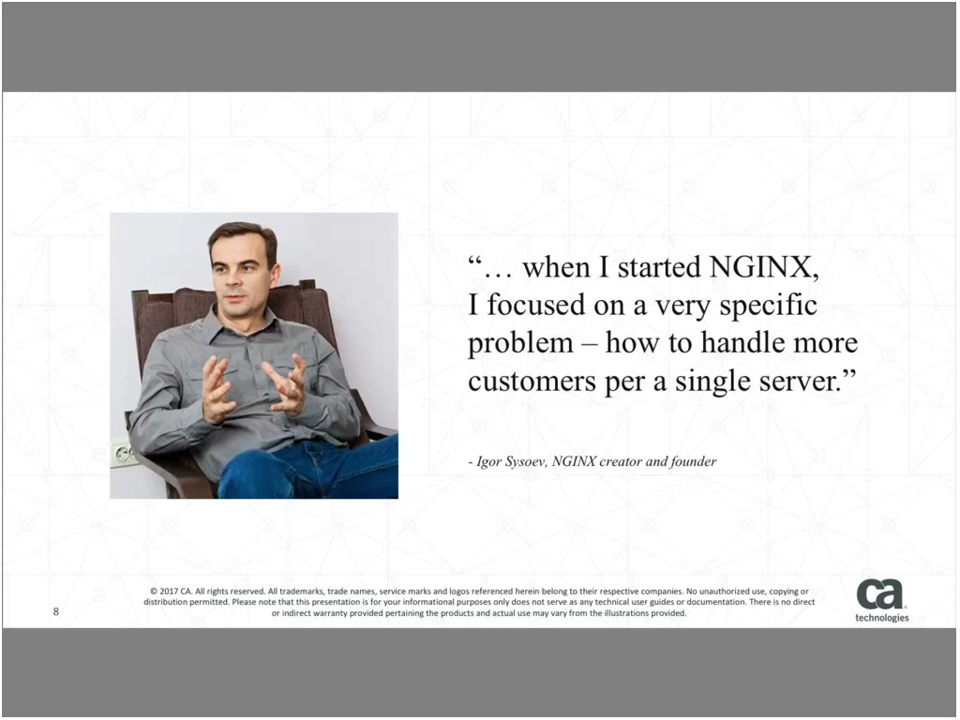 “… when I started NGINX,
I focused on a very specific
problem – how to handle more
customers per a single server.”
- Igor Sysoev, NGINX creator and founder
© 2017 CA. All rights reserved. All trademarks, trade names, service marks and logos referenced herein belong to their respective companies. No unauthorized use, copying or
distribution permitted. Please note that this presentation is for your informational purposes only does not serve as any technical user guides or documentation. There is no direct
or indirect warranty provided pertaining the products and actual use may vary from the illustrations provided.
8
ca
technologies